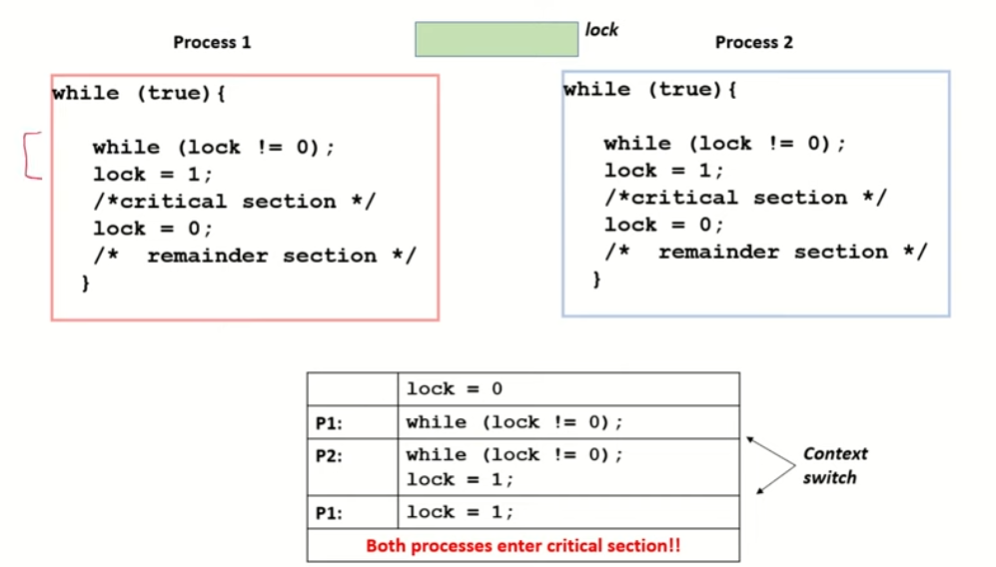 lock
Process 1
Process 2
while (true){
while (lock != 0);
lock = 1;
/*critical section */
lock = 0;
/*  remainder section */
}
while (true){
while (lock != 0);
lock = 1;
/*critical section */
lock = 0;
/*  remainder section */
}
lock = 0
P1: while (lock != 0);
P2: while (lock != 0);
lock = 1;
P1: lock = 1;
Both processes enter critical section!!
Context
switch